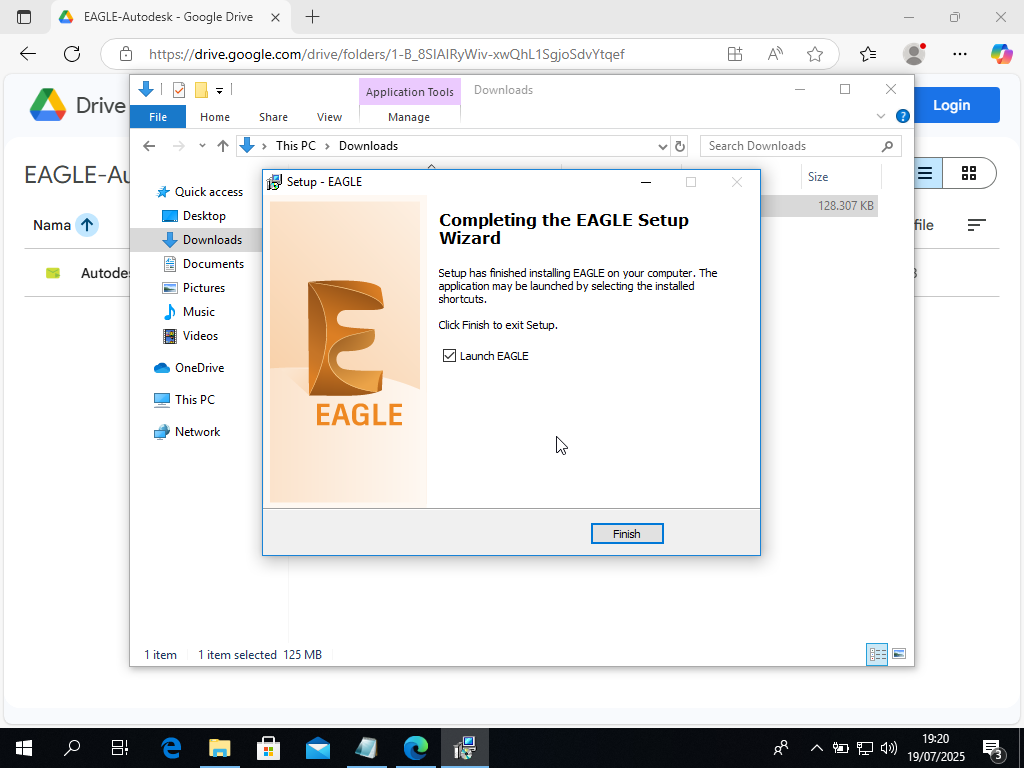 EAGLE-Autodesk - Google Drive
https://drive.google.com/drive/folders/1-B_8SIAIRyWiv-xwQhL1SgjoSdvYtqef
Drive
Login
EAGLE-Au
Nama
file
Autodes
Application Tools
Downloads
File
Home
Share
View
Manage
This PC
Downloads
Search Downloads
Size
128.307 KB
Quick access
Desktop
Downloads
Documents
Pictures
Music
Videos
OneDrive
This PC
Network
Setup - EAGLE
EAGLE
Completing the EAGLE Setup
Wizard
Setup has finished installing EAGLE on your computer. The
application may be launched by selecting the installed
shortcuts.
Click Finish to exit Setup.
Launch EAGLE
Finish
1 item
1 item selected 125 MB
19:20
19/07/2025
3